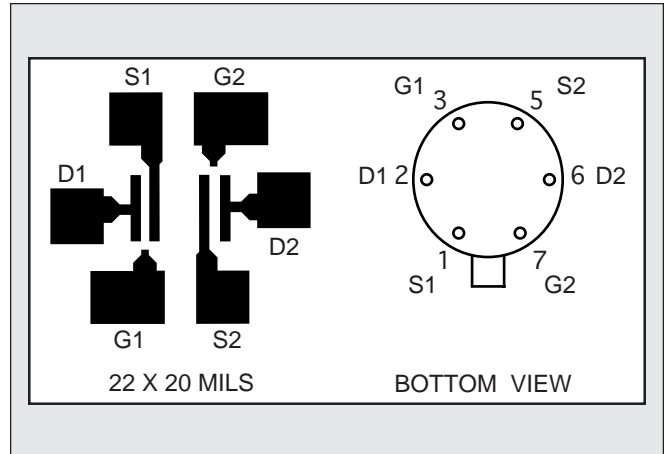 S1
G2
D1
D2
G1
S2
22 X 20 MILS
G1
3
5
S2
D1 2
6 D2
1
7
S1
G2
BOTTOM VIEW